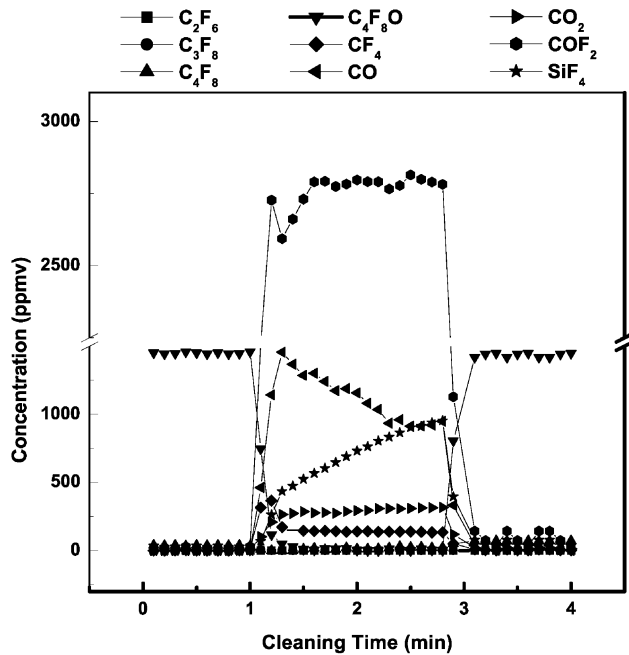 C₂F₆ C₄F₈O CO₂
C₃F₈ CF₄ COF₂
C₄F₈ CO SiF₄
3000
2500
1000
500
0
Concentration (ppmv)
0 1 2 3 4
Cleaning Time (min)